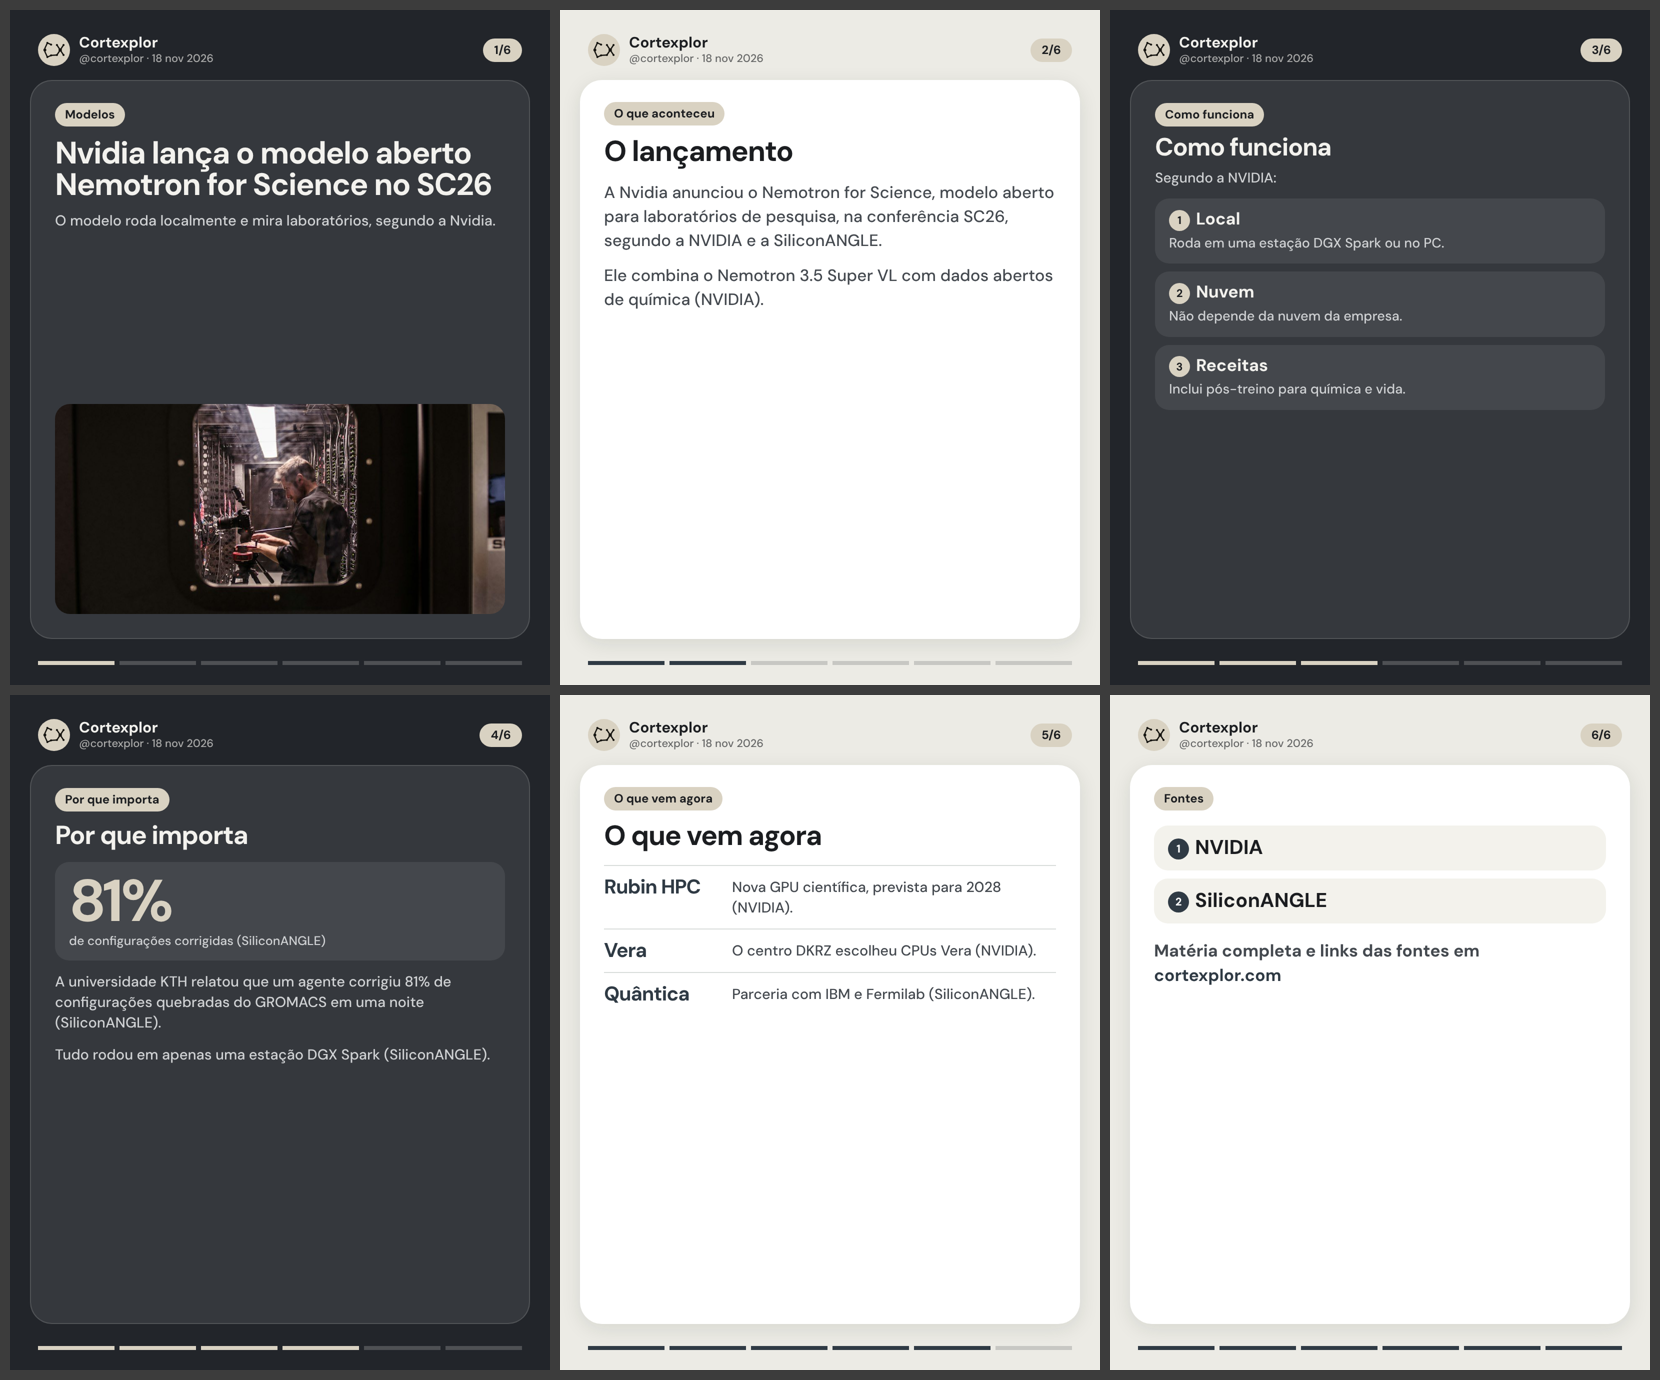 Cortexplor
@cortexplor · 18 nov 2026
1/6
Modelos
Nvidia lança o modelo aberto
Nemotron for Science no SC26
O modelo roda localmente e mira laboratórios, segundo a Nvidia.
Cortexplor
@cortexplor · 18 nov 2026
2/6
O que aconteceu
O lançamento
A Nvidia anunciou o Nemotron for Science, modelo aberto
para laboratórios de pesquisa, na conferência SC26,
segundo a NVIDIA e a SiliconANGLE.
Ele combina o Nemotron 3.5 Super VL com dados abertos
de química (NVIDIA).
Cortexplor
@cortexplor · 18 nov 2026
3/6
Como funciona
Como funciona
Segundo a NVIDIA:
1 Local
Roda em uma estação DGX Spark ou no PC.
2 Nuvem
Não depende da nuvem da empresa.
3 Receitas
Inclui pós-treino para química e vida.
Cortexplor
@cortexplor · 18 nov 2026
4/6
Por que importa
Por que importa
81%
de configurações corrigidas (SiliconANGLE)
A universidade KTH relatou que um agente corrigiu 81% de
configurações quebradas do GROMACS em uma noite
(SiliconANGLE).
Tudo rodou em apenas uma estação DGX Spark (SiliconANGLE).
Cortexplor
@cortexplor · 18 nov 2026
5/6
O que vem agora
O que vem agora
Rubin HPC
Nova GPU científica, prevista para 2028
(NVIDIA).
Vera
O centro DKRZ escolheu CPUs Vera (NVIDIA).
Quântica
Parceria com IBM e Fermilab (SiliconANGLE).
Cortexplor
@cortexplor · 18 nov 2026
6/6
Fontes
1 NVIDIA
2 SiliconANGLE
Matéria completa e links das fontes em
cortexplor.com